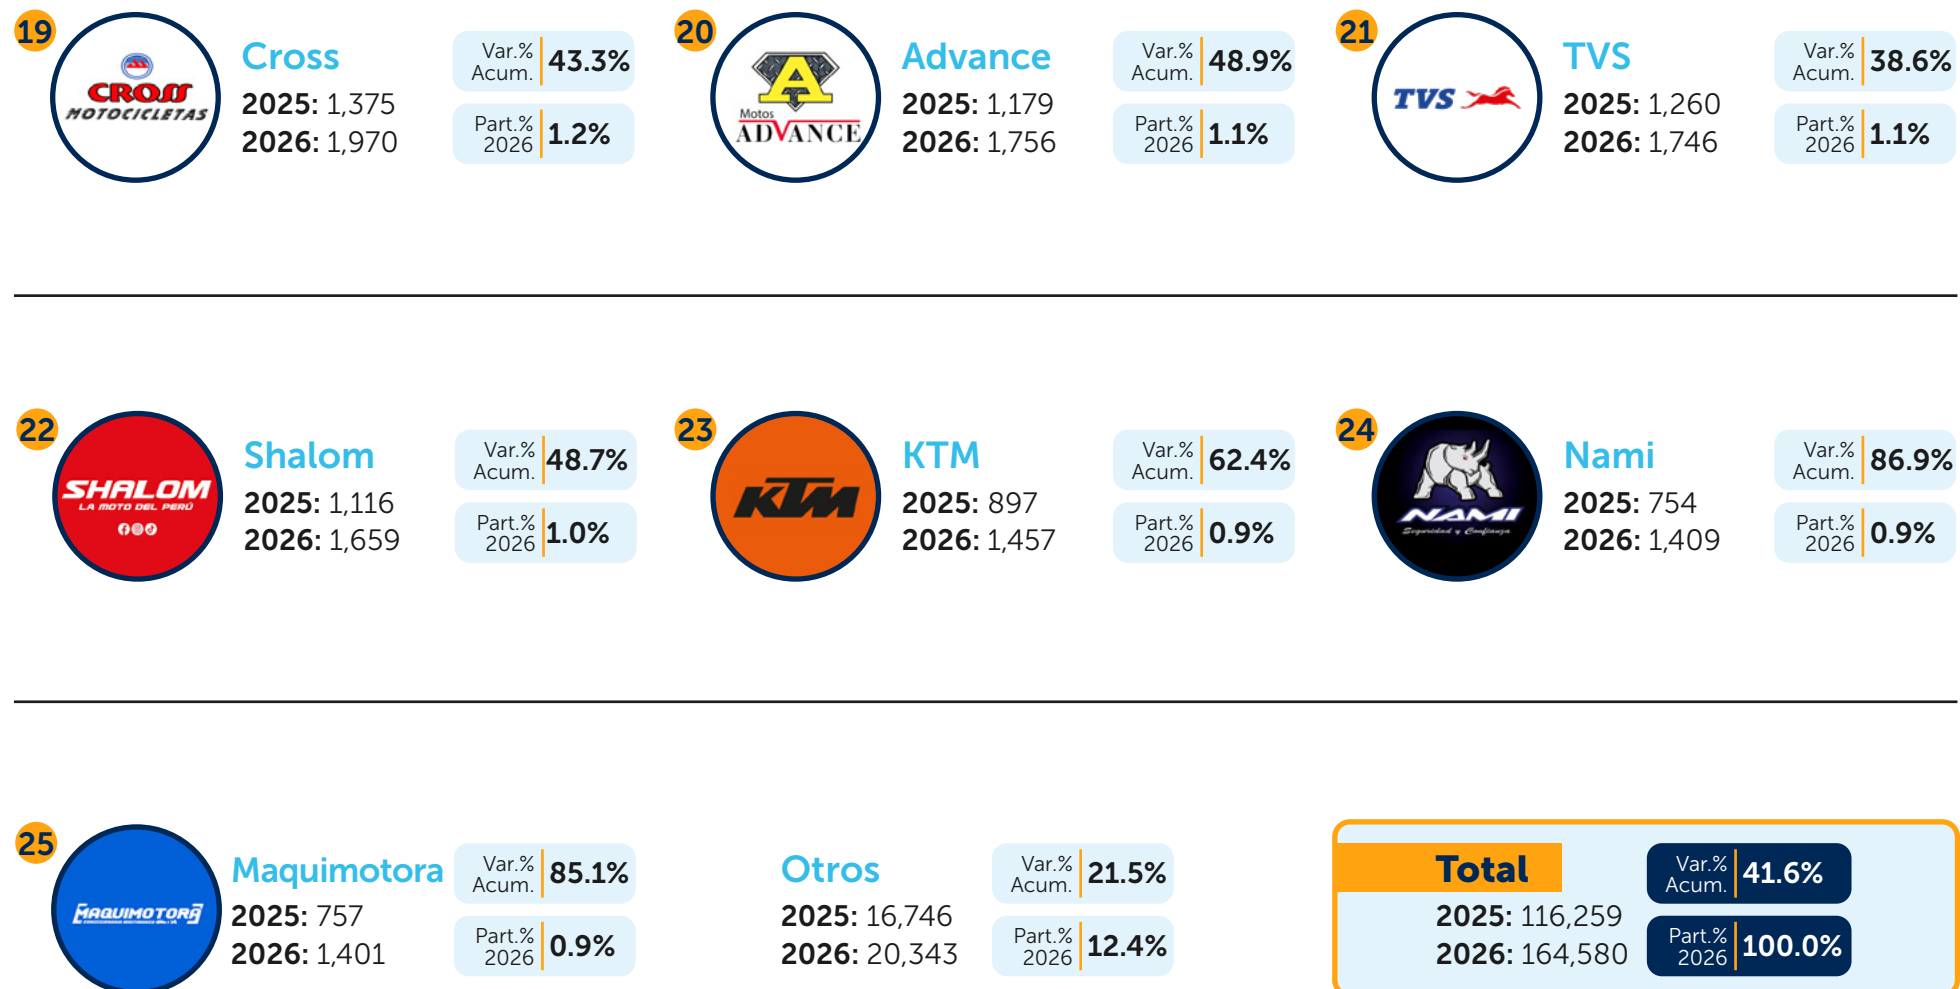 19
CROSS
MOTOCICLETAS
Cross
2025: 1,375
2026: 1,970
Var.%
Acum.
43.3%
Part.%
2026
1.2%
20
Motos
ADVANCE
Advance
2025: 1,179
2026: 1,756
Var.%
Acum.
48.9%
Part.%
2026
1.1%
21
TVS
TVS
2025: 1,260
2026: 1,746
Var.%
Acum.
38.6%
Part.%
2026
1.1%
22
SHALOM
LA MOTO DEL PERÚ
Shalom
2025: 1,116
2026: 1,659
Var.%
Acum.
48.7%
Part.%
2026
1.0%
23
KTM
KTM
2025: 897
2026: 1,457
Var.%
Acum.
62.4%
Part.%
2026
0.9%
24
NAMI
Seguridad y Confianza
Nami
2025: 754
2026: 1,409
Var.%
Acum.
86.9%
Part.%
2026
0.9%
25
MAQUIMOTORA
Maquimotora
2025: 757
2026: 1,401
Var.%
Acum.
85.1%
Part.%
2026
0.9%
Otros
2025: 16,746
2026: 20,343
Var.%
Acum.
21.5%
Part.%
2026
12.4%
Total
2025: 116,259
2026: 164,580
Var.%
Acum.
41.6%
Part.%
2026
100.0%